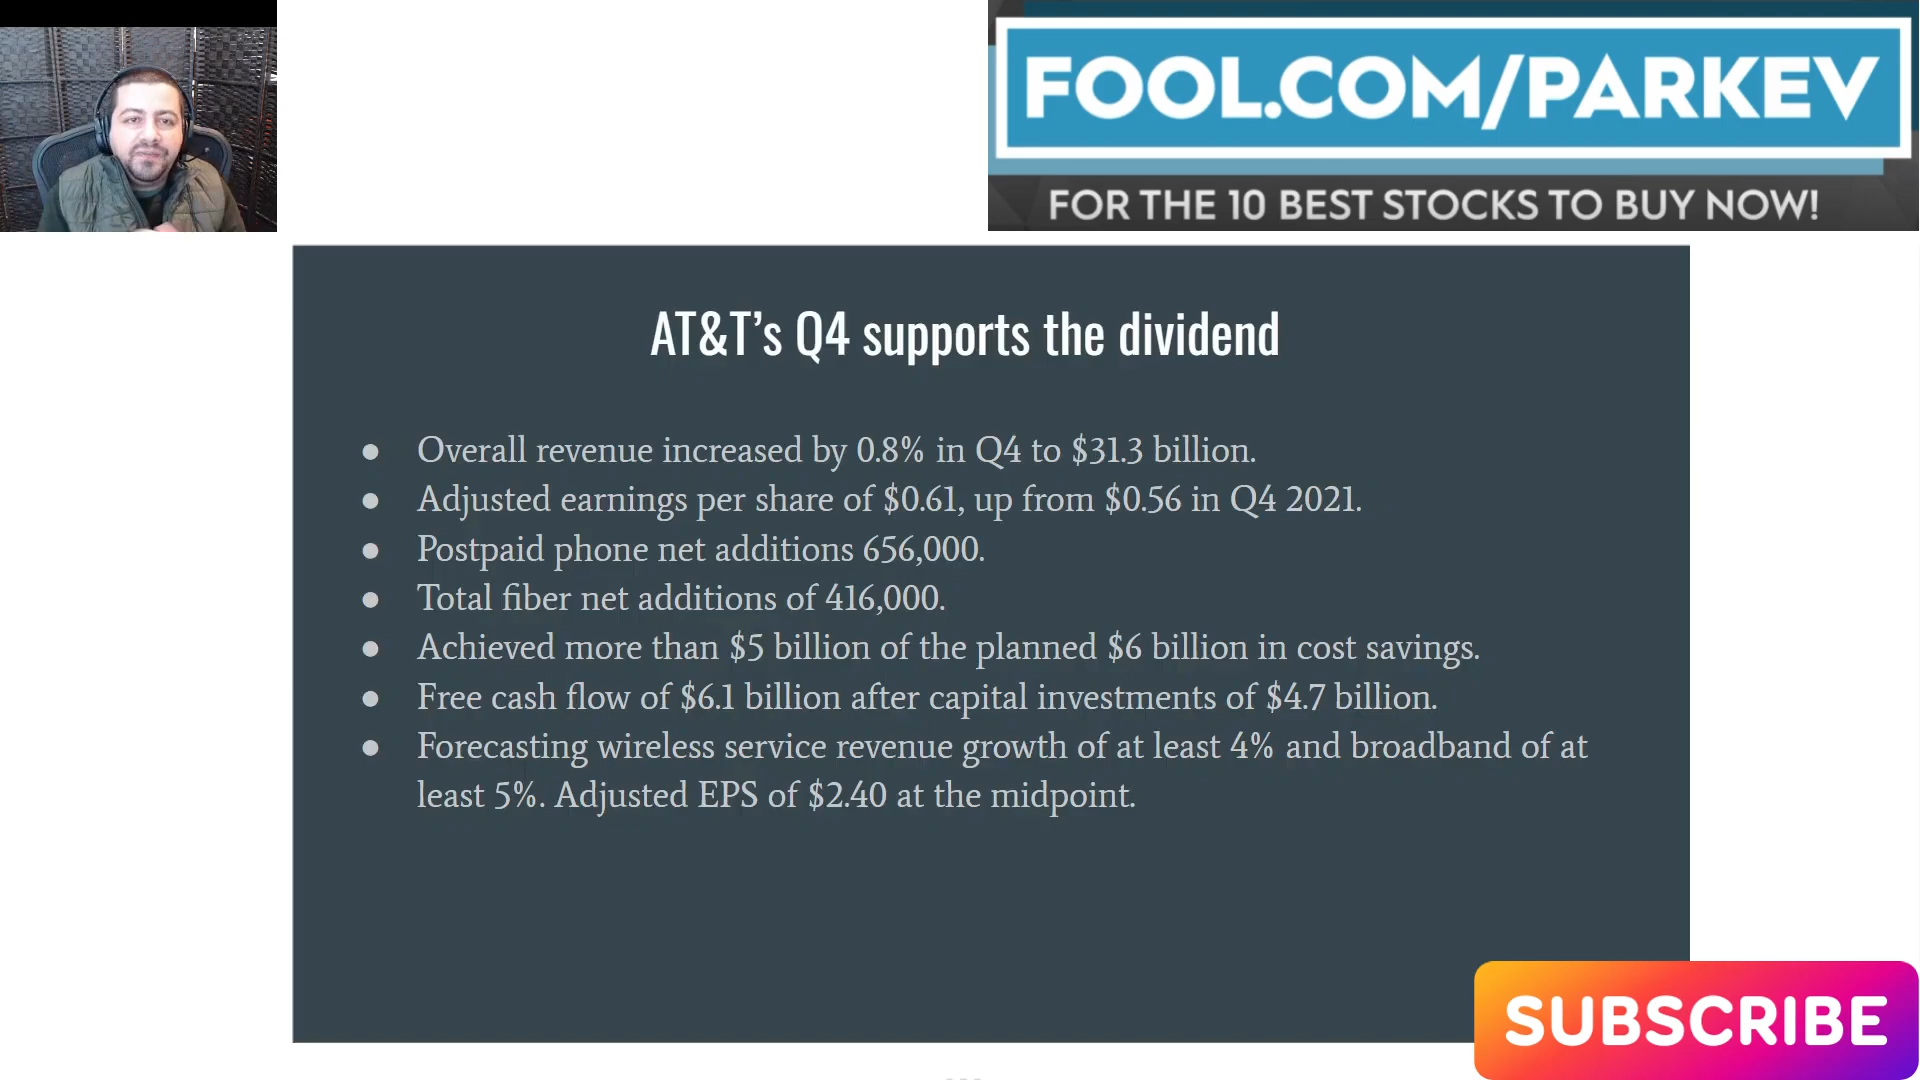 FOOL.COM/PARKEV
FOR THE 10 BEST STOCKS TO BUY NOW!
AT&T’s Q4 supports the dividend
● Overall revenue increased by 0.8% in Q4 to $31.3 billion.
● Adjusted earnings per share of $0.61, up from $0.56 in Q4 2021.
● Postpaid phone net additions 656,000.
● Total fiber net additions of 416,000.
● Achieved more than $5 billion of the planned $6 billion in cost savings.
● Free cash flow of $6.1 billion after capital investments of $4.7 billion.
● Forecasting wireless service revenue growth of at least 4% and broadband of at
least 5%. Adjusted EPS of $2.40 at the midpoint.
SUBSCRIBE